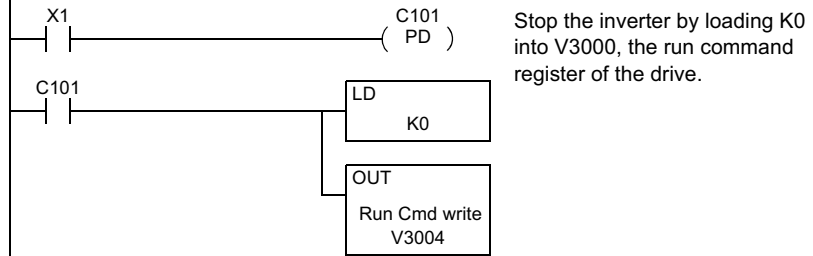 X1
C101
PD
Stop the inverter by loading K0
into V3000, the run command
register of the drive.
C101
LD
K0
OUT
Run Cmd write
V3004